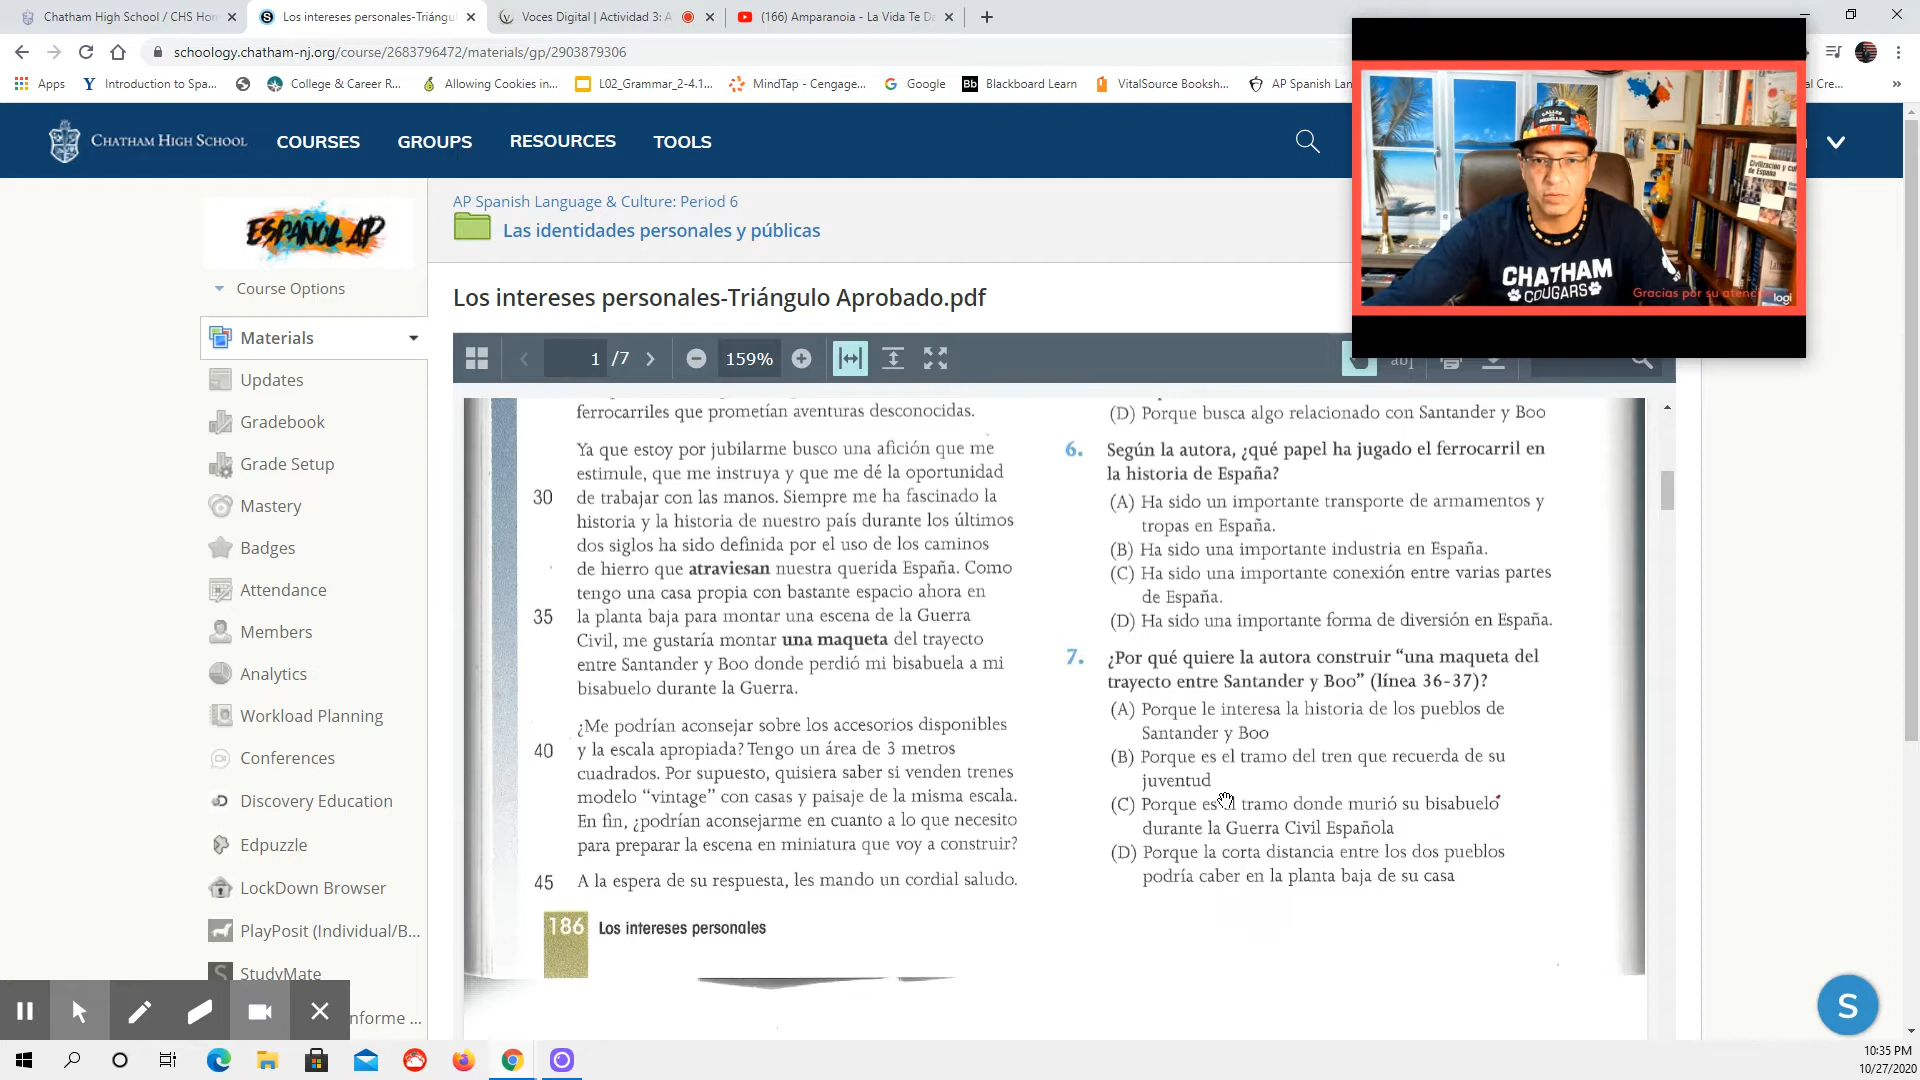 Chatham High School / CHS Hor
Los intereses personales-Triángul
Voces Digital | Actividad 3: A
(166) Amparanoia - La Vida Te Da
schoology.chatham-nj.org/course/2683796472/materials/gp/2903879306
Apps
Introduction to Spa...
College & Career R...
Allowing Cookies in...
L02_Grammar_2-4.1...
MindTap - Cengage...
Google
Bb
Blackboard Learn
VitalSource Booksh...
AP Spanish Lan
al Cre...
CHATHAM HIGH SCHOOL
COURSES
GROUPS
RESOURCES
TOOLS
Civilización y cu
de España
CHATHAM
COUGARS
Gracias por su atenc
logi
ESPAÑOL AP
Course Options
Materials
Updates
Gradebook
Grade Setup
Mastery
Badges
Attendance
Members
Analytics
Workload Planning
Conferences
Discovery Education
Edpuzzle
LockDown Browser
PlayPosit (Individual/B...
StudyMate
nforme ...
AP Spanish Language & Culture: Period 6
Las identidades personales y públicas
Los intereses personales-Triángulo Aprobado.pdf
1 /7
159%
ab|
ferrocarriles que prometían aventuras desconocidas.
Ya que estoy por jubilarme busco una afición que me
estimule, que me instruya y que me dé la oportunidad
30 de trabajar con las manos. Siempre me ha fascinado la
historia y la historia de nuestro país durante los últimos
dos siglos ha sido definida por el uso de los caminos
de hierro que atraviesan nuestra querida España. Como
tengo una casa propia con bastante espacio ahora en
35 la planta baja para montar una escena de la Guerra
Civil, me gustaría montar una maqueta del trayecto
entre Santander y Boo donde perdió mi bisabuela a mi
bisabuelo durante la Guerra.
¿Me podrían aconsejar sobre los accesorios disponibles
40 y la escala apropiada? Tengo un área de 3 metros
cuadrados. Por supuesto, quisiera saber si venden trenes
modelo “vintage” con casas y paisaje de la misma escala.
En fin, ¿podrían aconsejarme en cuanto a lo que necesito
para preparar la escena en miniatura que voy a construir?
45 A la espera de su respuesta, les mando un cordial saludo.
186 Los intereses personales
(D) Porque busca algo relacionado con Santander y Boo
6. Según la autora, ¿qué papel ha jugado el ferrocarril en
la historia de España?
(A) Ha sido un importante transporte de armamentos y
tropas en España.
(B) Ha sido una importante industria en España.
(C) Ha sido una importante conexión entre varias partes
de España.
(D) Ha sido una importante forma de diversión en España.
7. ¿Por qué quiere la autora construir “una maqueta del
trayecto entre Santander y Boo” (línea 36-37)?
(A) Porque le interesa la historia de los pueblos de
Santander y Boo
(B) Porque es el tramo del tren que recuerda de su
juventud
(C) Porque es el tramo donde murió su bisabuelo
durante la Guerra Civil Española
(D) Porque la corta distancia entre los dos pueblos
podría caber en la planta baja de su casa
S
10:35 PM
10/27/2020